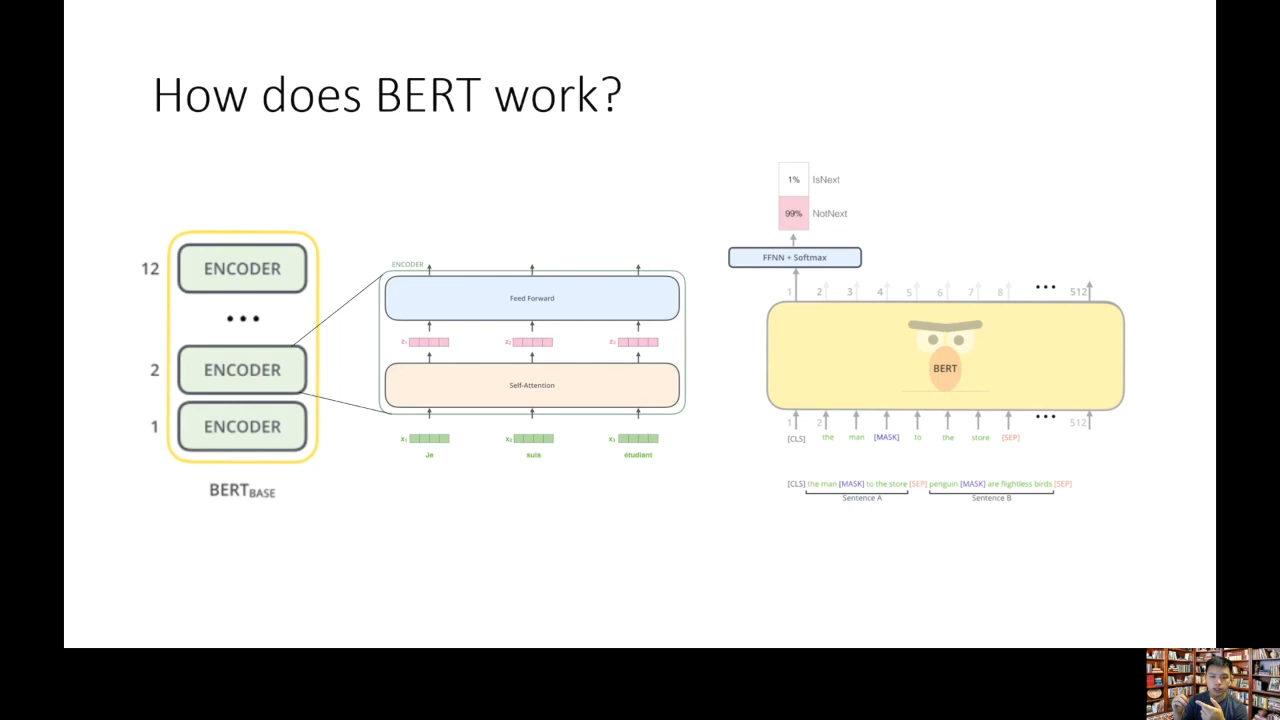 How does BERT work?
12
ENCODER
•••
2
ENCODER
1
ENCODER
BERT BASE
ENCODER
Feed Forward
z₁
z₂
z₃
Self-Attention
x₁
x₂
x₃
Je
suis
étudiant
1%
IsNext
99%
NotNext
FFNN + Softmax
1 2 3 4 5 6 7 8 ••• 512
BERT
1 2 ••• 512
[CLS] the man [MASK] to the store [SEP]
[CLS] the man [MASK] to the store [SEP] penguin [MASK] are flightless birds [SEP]
Sentence A
Sentence B